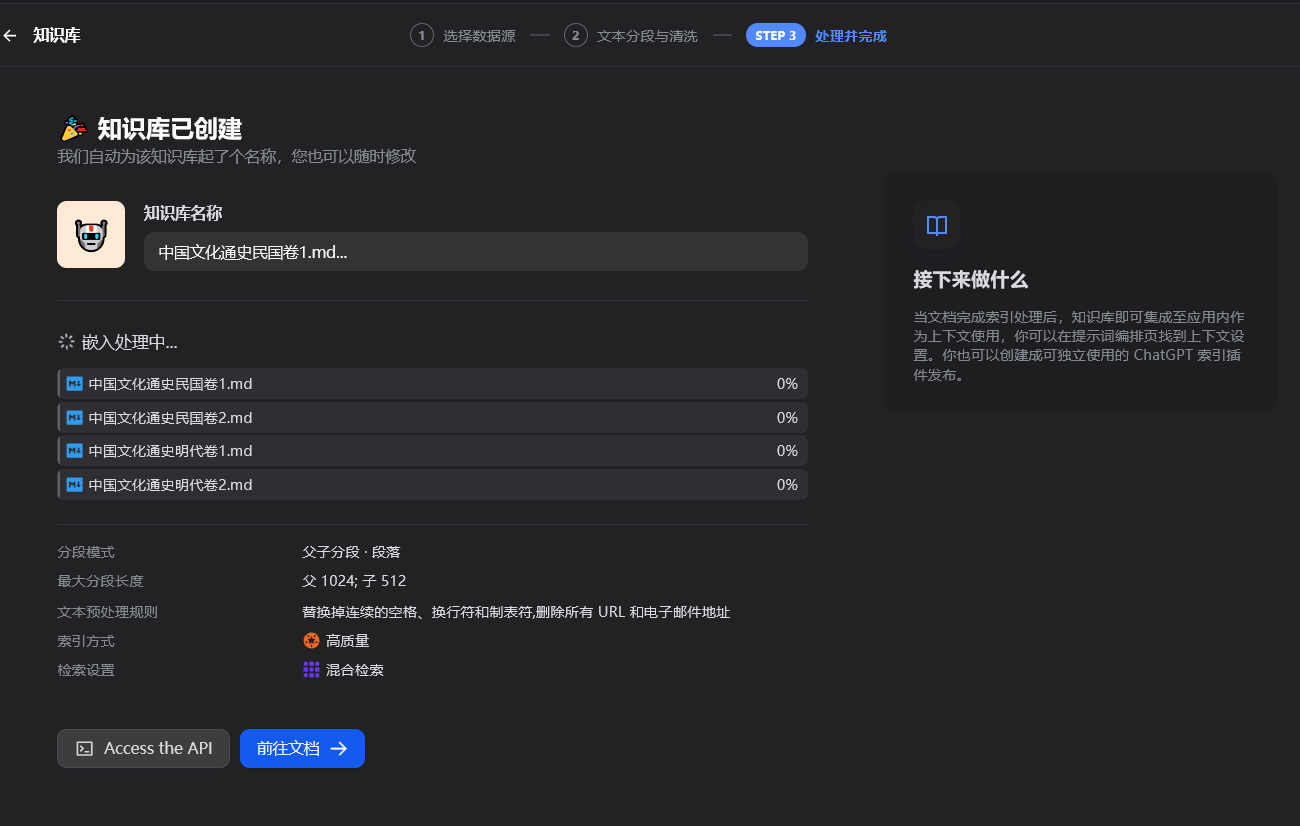 知识库
1 选择数据源 2 文本分段与清洗 STEP 3 处理并完成
知识库已创建
我们自动为该知识库起了个名称，您也可以随时修改
知识库名称
中国文化通史民国卷1.md...
嵌入处理中...
中国文化通史民国卷1.md 0%
中国文化通史民国卷2.md 0%
中国文化通史明代卷1.md 0%
中国文化通史明代卷2.md 0%
分段模式 父子分段 · 段落
最大分段长度 父 1024; 子 512
文本预处理规则 替换掉连续的空格、换行符和制表符,删除所有 URL 和电子邮件地址
索引方式 高质量
检索设置 混合检索
Access the API 前往文档
接下来做什么
当文档完成索引处理后，知识库即可集成至应用内作
为上下文使用，你可以在提示词编排页找到上下文设
置。你也可以创建成可独立使用的 ChatGPT 索引插
件发布。